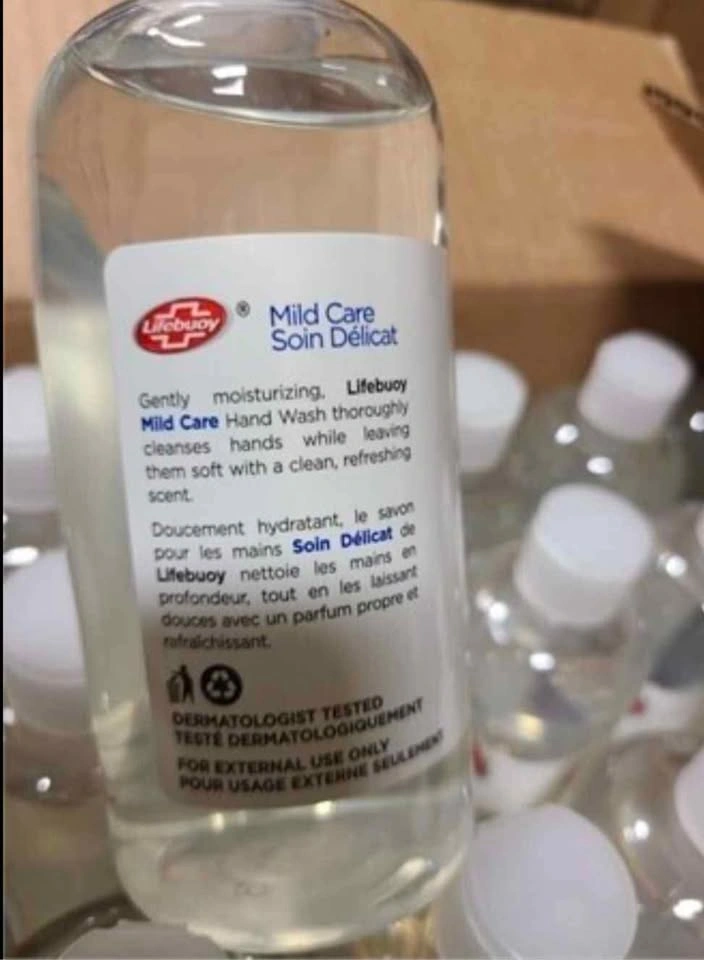 Lifebuoy ®
Mild Care
Soin Délicat
Gently moisturizing, Lifebuoy
Mild Care Hand Wash thoroughly
cleanses hands while leaving
them soft with a clean, refreshing
scent.
Doucement hydratant, le savon
pour les mains Soin Délicat de
Lifebuoy nettoie les mains en
profondeur, tout en les laissant
douces avec un parfum propre et
rafraîchissant.
DERMATOLOGIST TESTED
TESTÉ DERMATOLOGIQUEMENT
FOR EXTERNAL USE ONLY
POUR USAGE EXTERNE SEULEMENT